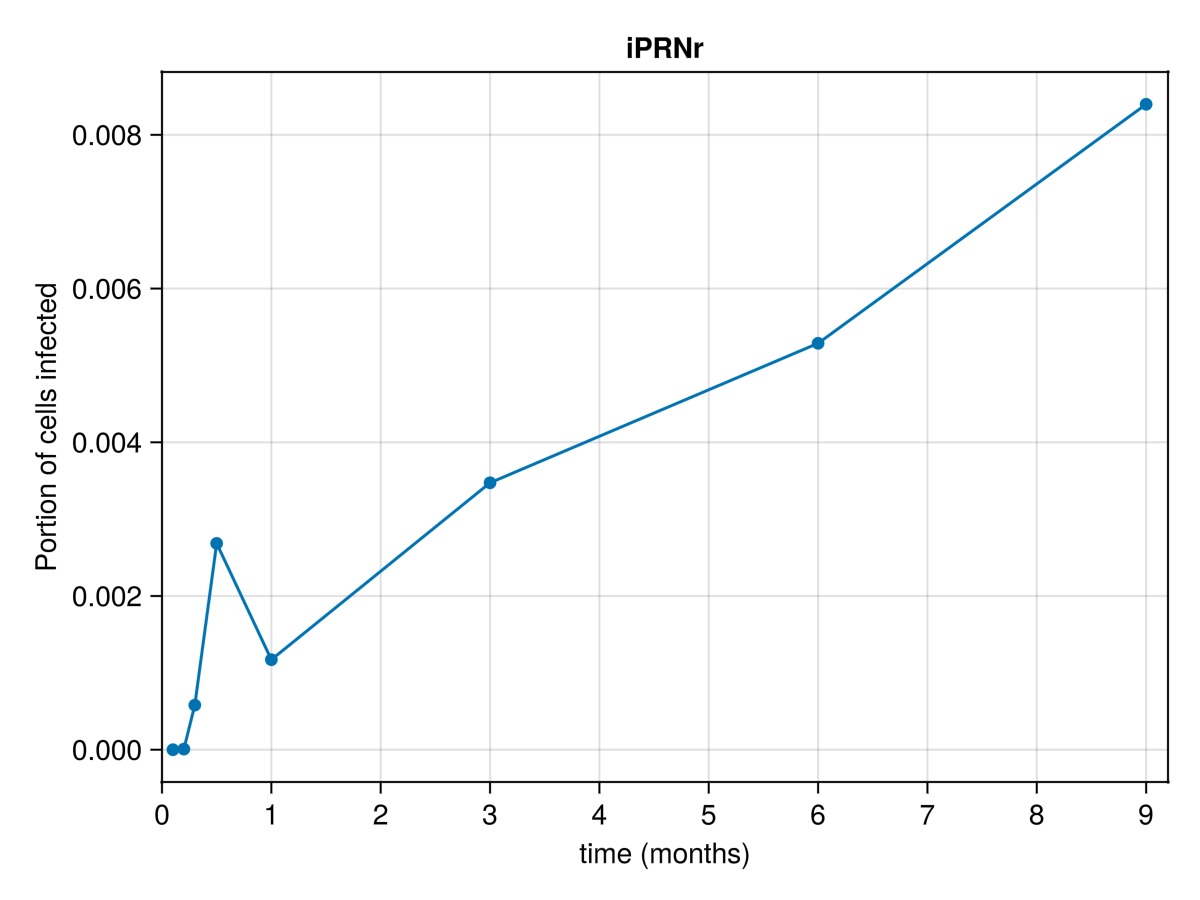 iPRNr
Portion of cells infected
0.008
0.006
0.004
0.002
0.000
0 1 2 3 4 5 6 7 8 9
time (months)